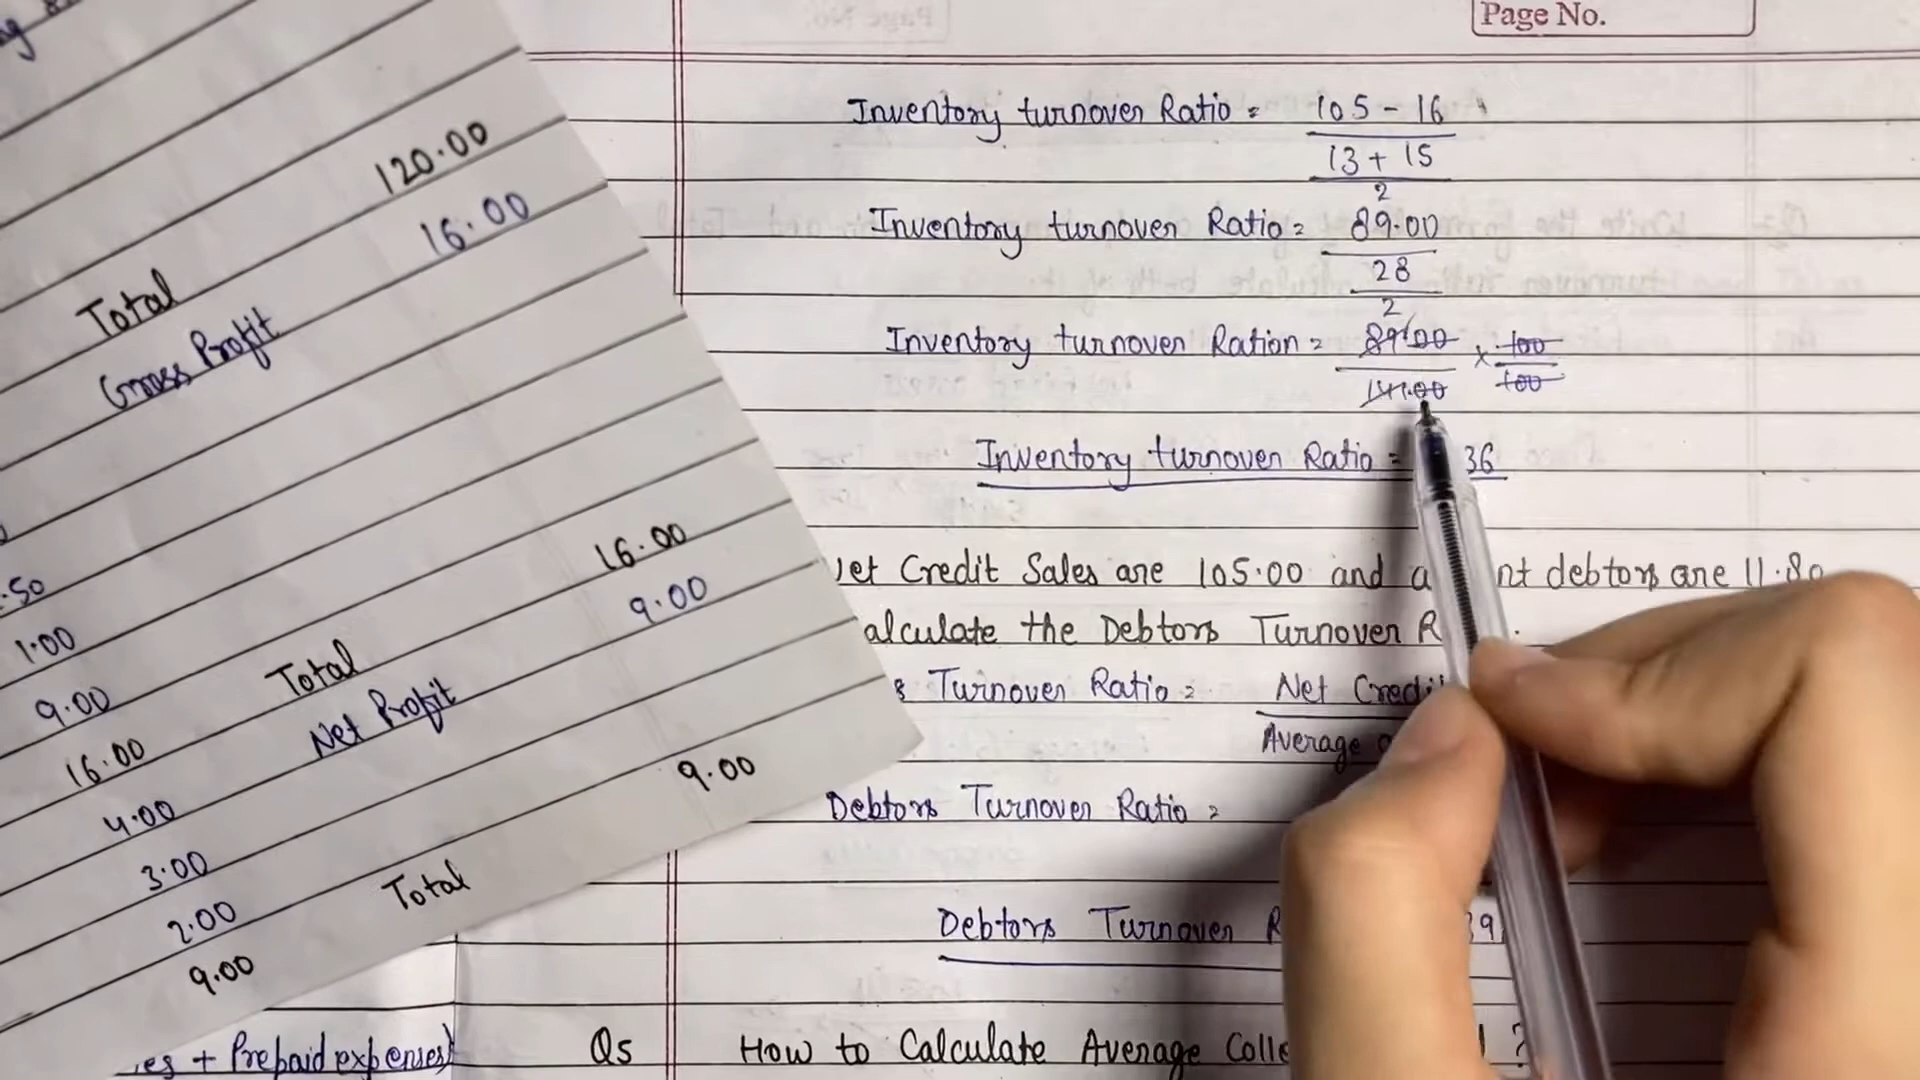 Page No.
Inventory turnover Ratio = 105 - 16
13 + 15
2
Inventory turnover Ratio = 89.00
28
2
Inventory turnover Ration = 89.00 × 100
14.00 100
Inventory turnover Ratio = 36
Net Credit Sales are 105.00 and debtors are 11.80
Calculate the Debtors Turnover R
Turnover Ratio = Net Credi
Average
Debtors Turnover Ratio =
Debtors Turnover R 9
Q5 How to Calculate Average Colle ?
120.00
Total 16.00
Gross Profit
.50
1.00
9.00 Total 16.00
16.00 Net Profit 9.00
4.00
3.00
2.00 Total 9.00
9.00
es + Prepaid expenses)